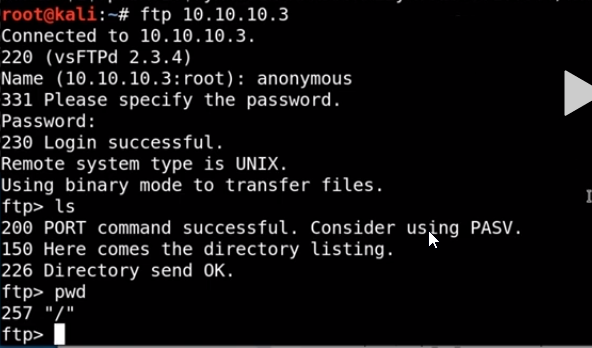 root@kali:~# ftp 10.10.10.3
Connected to 10.10.10.3.
220 (vsFTPd 2.3.4)
Name (10.10.10.3:root): anonymous
331 Please specify the password.
Password:
230 Login successful.
Remote system type is UNIX.
Using binary mode to transfer files.
ftp> ls
200 PORT command successful. Consider using PASV.
150 Here comes the directory listing.
226 Directory send OK.
ftp> pwd
257 "/"
ftp>